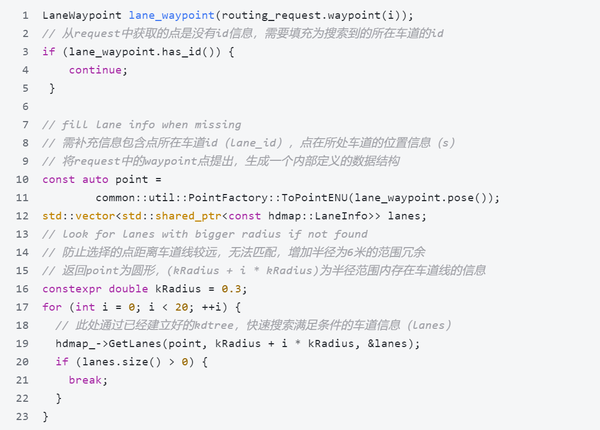 1 LaneWaypoint lane_waypoint(routing_request.waypoint(i));
2 // 从request中获取的点是没有id信息，需要填充为搜索到的所在车道的id
3 if (lane_waypoint.has_id()) {
4     continue;
5  }
6
7 // fill lane info when missing
8 // 需补充信息包含点所在车道id（lane_id），点在所处车道的位置信息（s）
9 // 将request中的waypoint点提出，生成一个内部定义的数据结构
10 const auto point =
11         common::util::PointFactory::ToPointENU(lane_waypoint.pose());
12 std::vector<std::shared_ptr<const hdmap::LaneInfo>> lanes;
13 // look for lanes with bigger radius if not found
14 // 防止选择的点距离车道线较远，无法匹配，增加半径为6米的范围冗余
15 // 返回point为圆形，(kRadius + i * kRadius)为半径范围内存在车道线的信息
16 constexpr double kRadius = 0.3;
17 for (int i = 0; i < 20; ++i) {
18   // 此处通过已经建立好的kdtree，快速搜索满足条件的车道信息（lanes）
19   hdmap_->GetLanes(point, kRadius + i * kRadius, &lanes);
20   if (lanes.size() > 0) {
21     break;
22   }
23 }